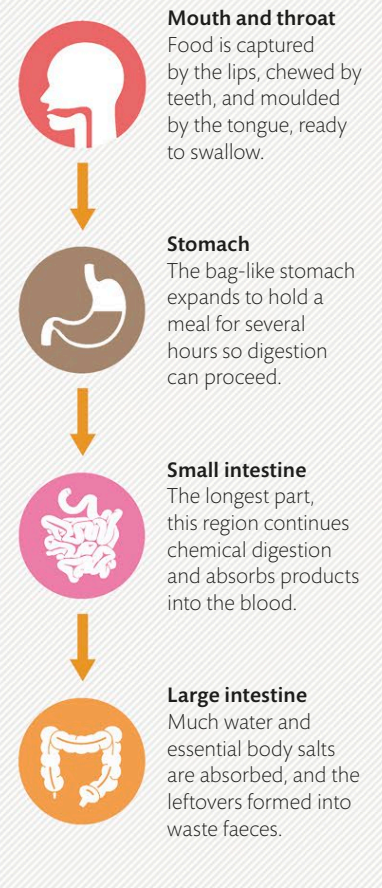 Mouth and throat
Food is captured
by the lips, chewed by
teeth, and moulded
by the tongue, ready
to swallow.
Stomach
The bag-like stomach
expands to hold a
meal for several
hours so digestion
can proceed.
Small intestine
The longest part,
this region continues
chemical digestion
and absorbs products
into the blood.
Large intestine
Much water and
essential body salts
are absorbed, and the
leftovers formed into
waste faeces.